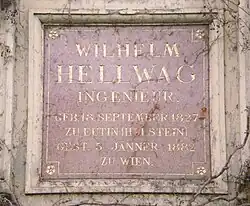 WILHELM
HELLWAG
INGENIEUR.
GEB. 18. SEPTEMBER 1827
ZU EUTIN (HOLSTEIN)
GEST. 5. JÄNNER 1882
ZU WIEN.